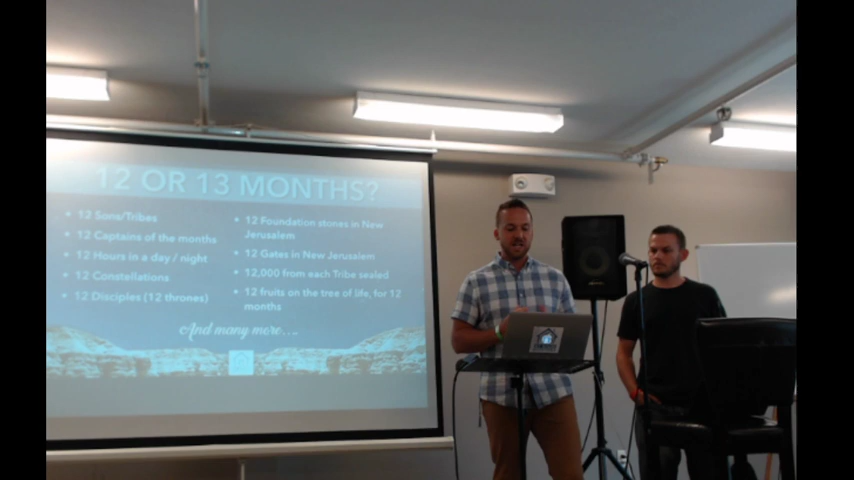 12 OR 13 MONTHS?
• 12 Sons/Tribes
• 12 Captains of the months
• 12 Hours in a day / night
• 12 Constellations
• 12 Disciples (12 thrones)
• 12 Foundation stones in New
Jerusalem
• 12 Gates in New Jerusalem
• 12,000 from each Tribe sealed
• 12 fruits on the tree of life, for 12
months
And many more....